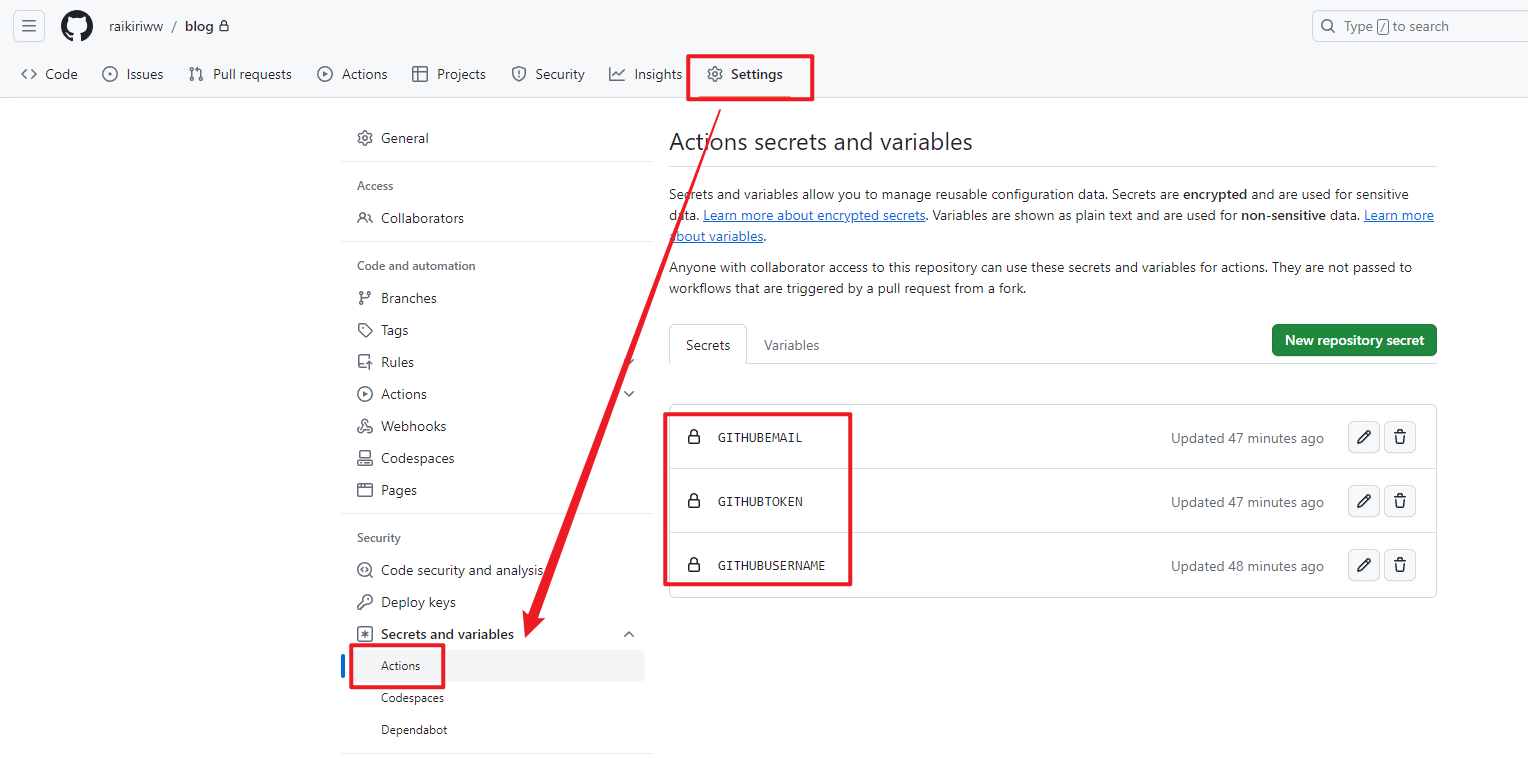 raikiriww / blog
Type / to search
Code
Issues
Pull requests
Actions
Projects
Security
Insights
Settings
General
Access
Collaborators
Code and automation
Branches
Tags
Rules
Actions
Webhooks
Codespaces
Pages
Security
Code security and analysis
Deploy keys
Secrets and variables
Actions
Codespaces
Dependabot
Actions secrets and variables
Secrets and variables allow you to manage reusable configuration data. Secrets are encrypted and are used for sensitive
data. Learn more about encrypted secrets. Variables are shown as plain text and are used for non-sensitive data. Learn more
about variables.
Anyone with collaborator access to this repository can use these secrets and variables for actions. They are not passed to
workflows that are triggered by a pull request from a fork.
Secrets
Variables
New repository secret
GITHUBEMAIL
Updated 47 minutes ago
GITHUBTOKEN
Updated 47 minutes ago
GITHUBUSERNAME
Updated 48 minutes ago